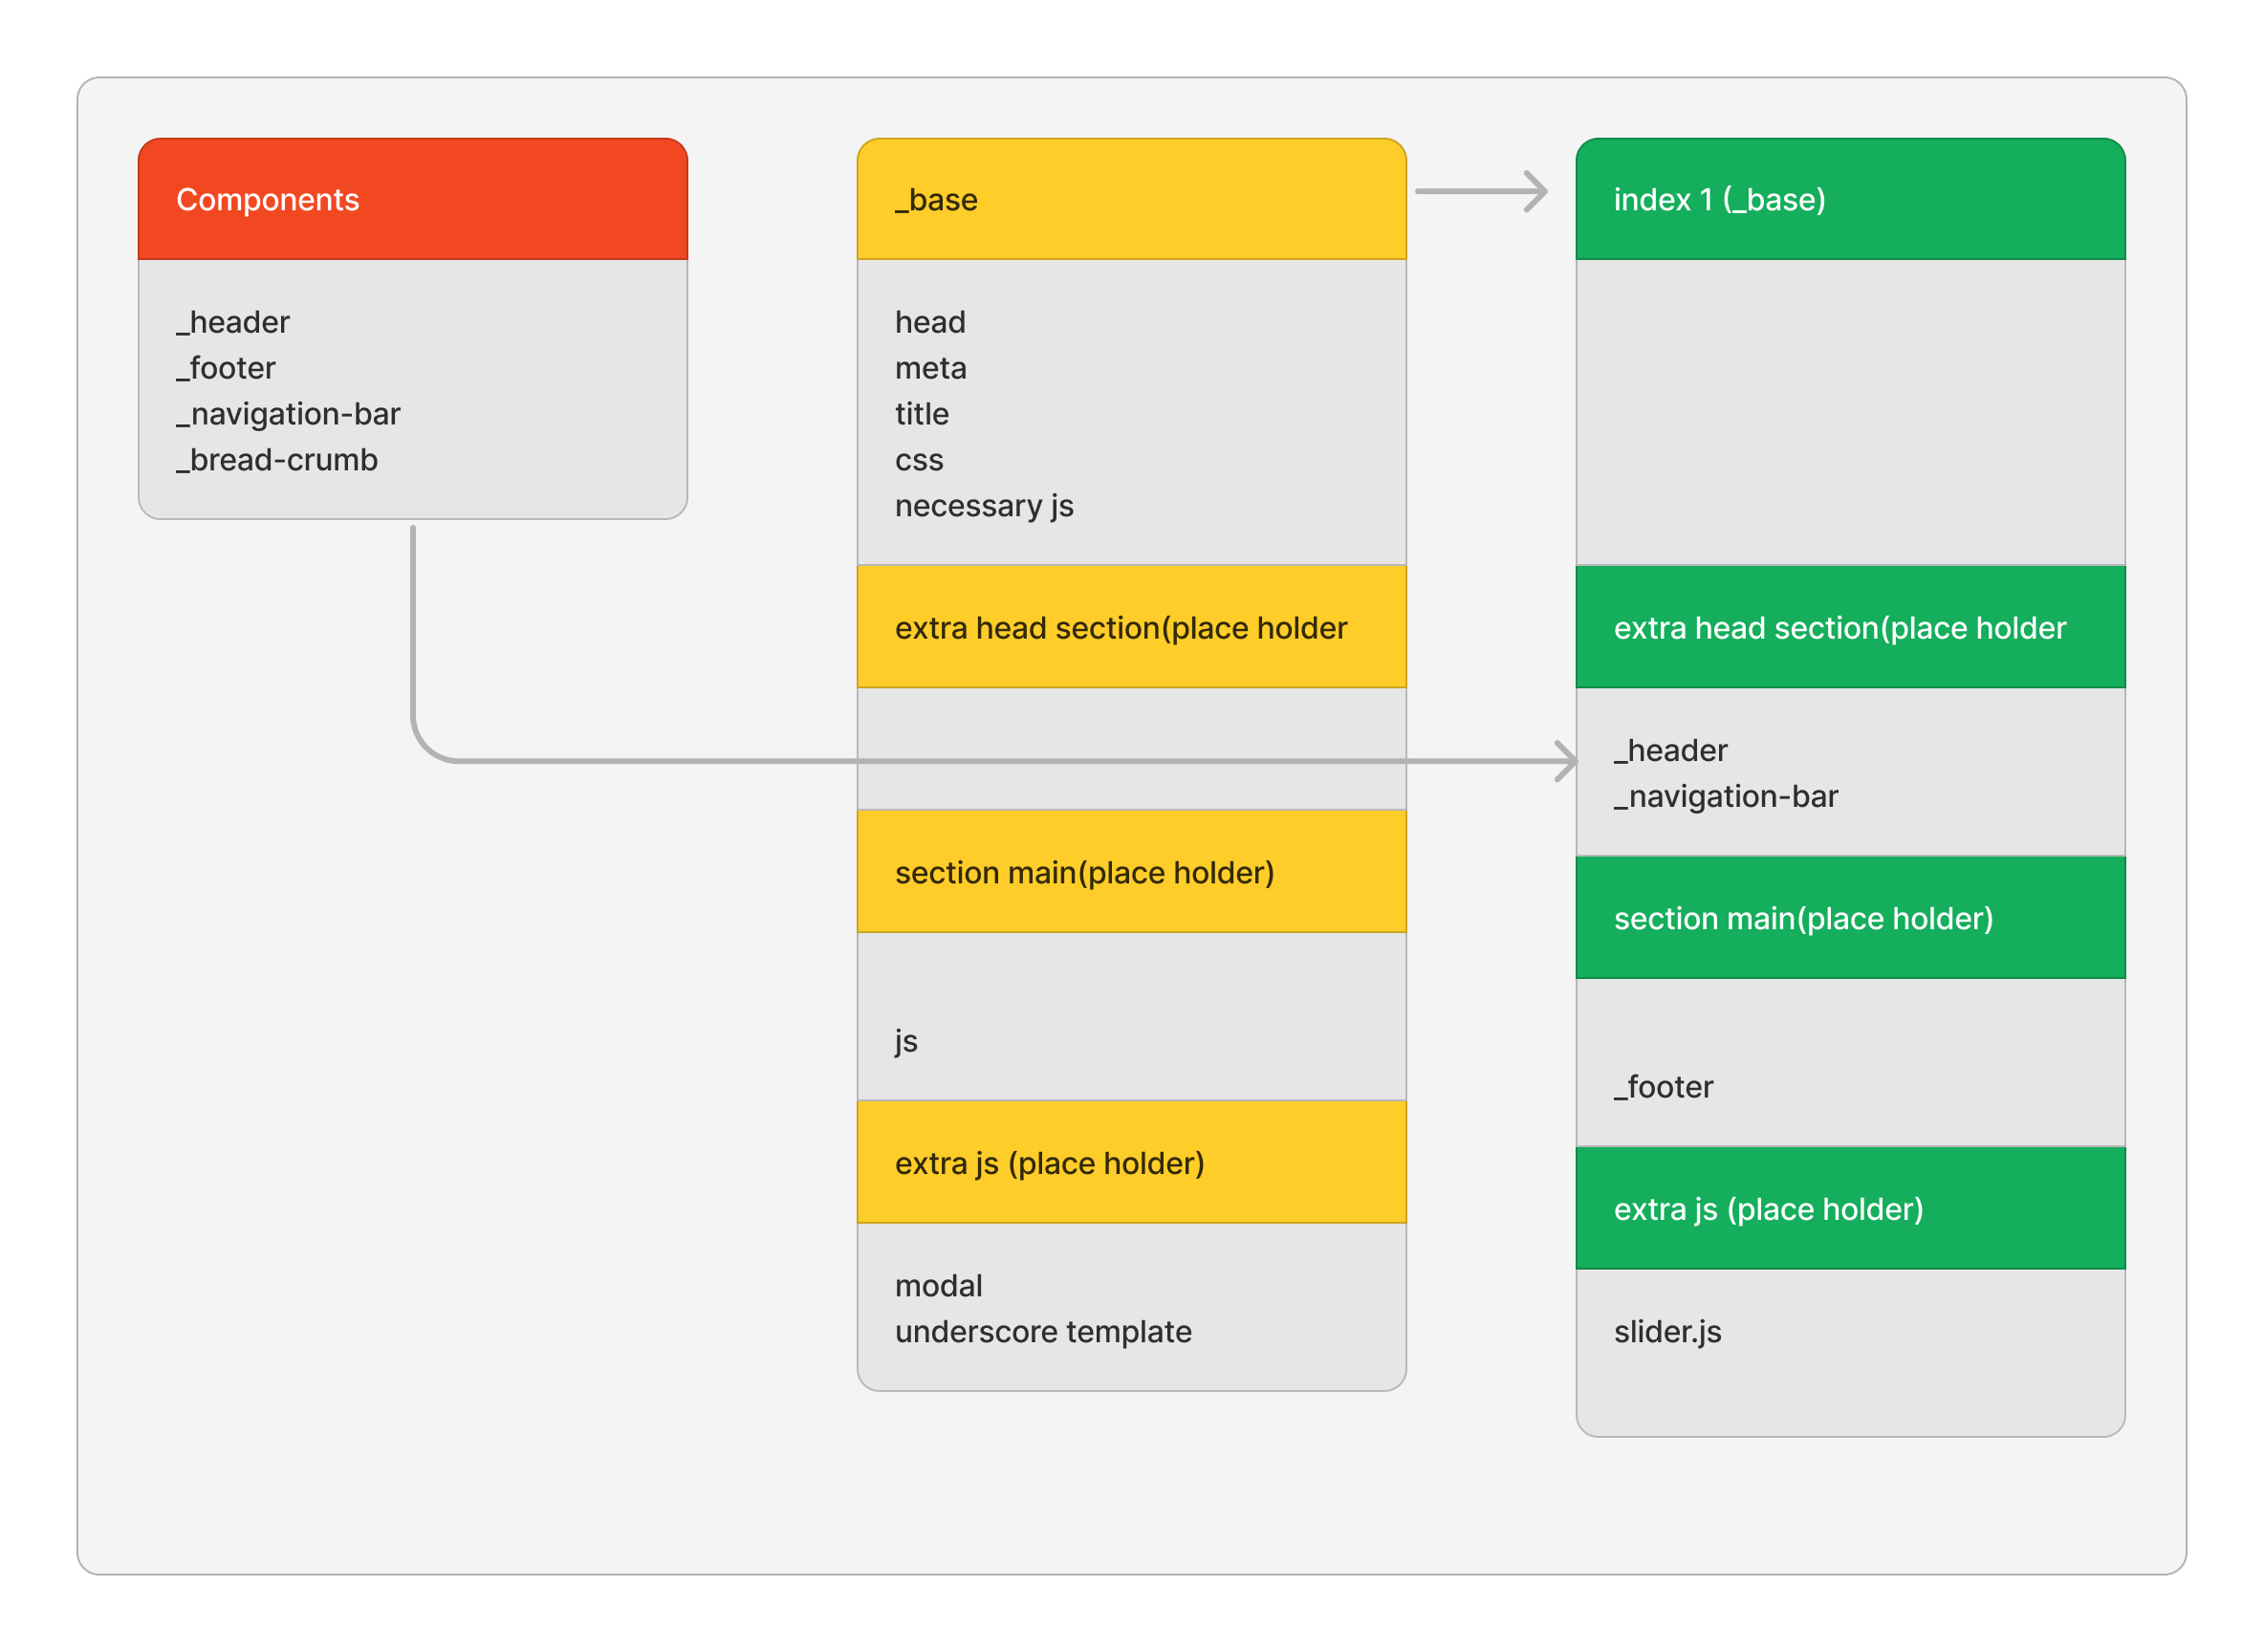 Components
_header
_footer
_navigation-bar
_bread-crumb
_base
head
meta
title
css
necessary js
extra head section(place holder
section main(place holder)
js
extra js (place holder)
modal
underscore template
index 1 (_base)
extra head section(place holder
_header
_navigation-bar
section main(place holder)
_footer
extra js (place holder)
slider.js